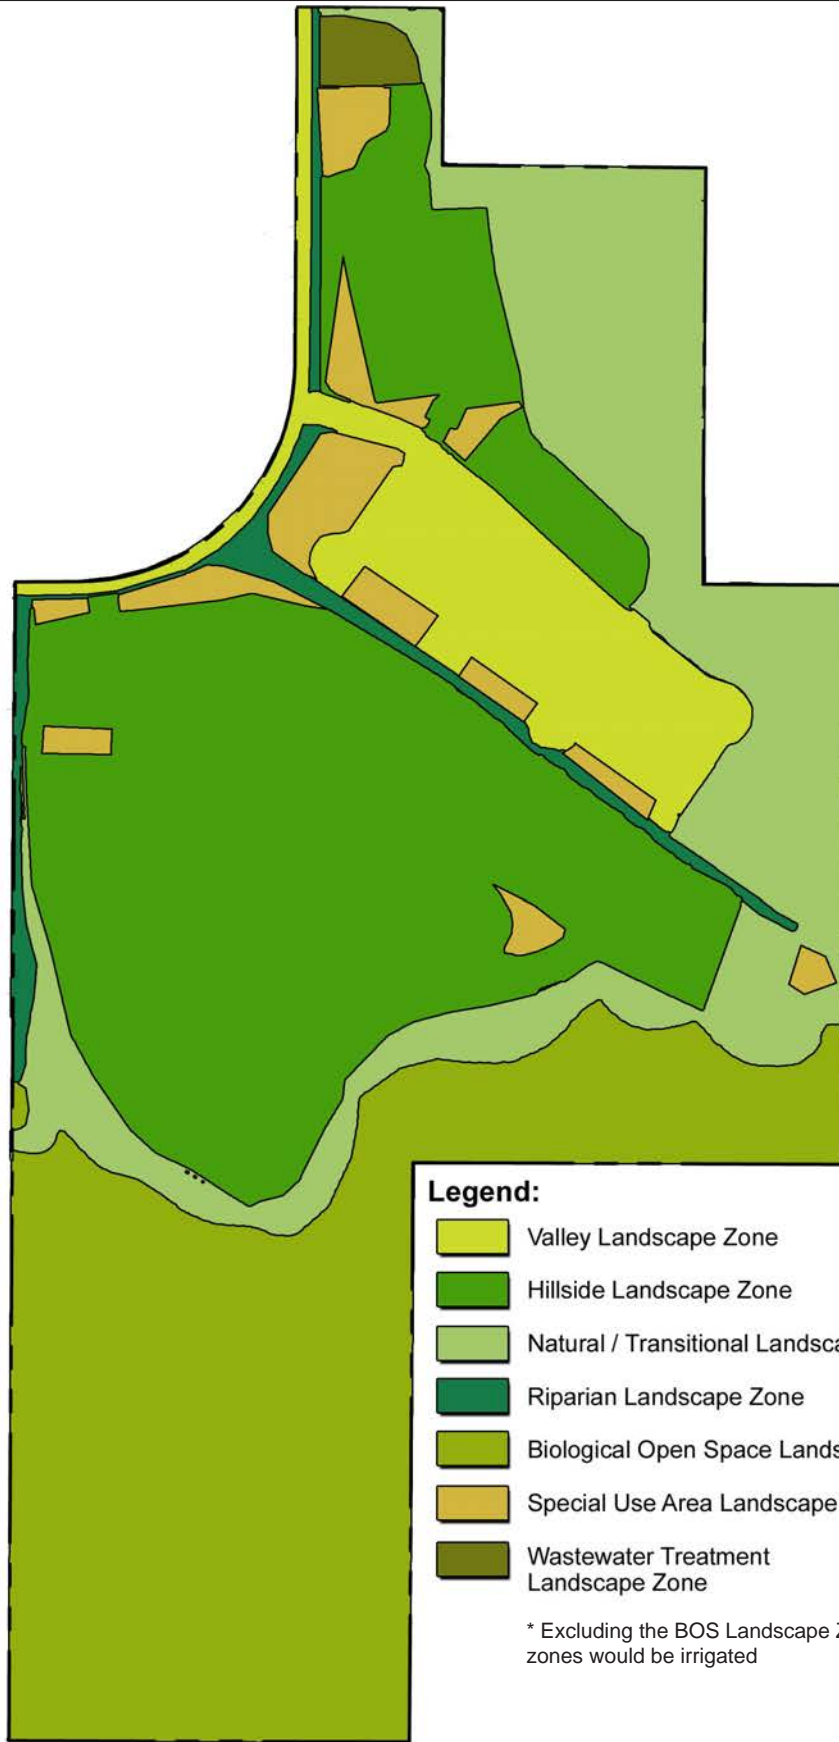 Legend:
Valley Landscape Zone
Hillside Landscape Zone
Natural / Transitional Landsca
Riparian Landscape Zone
Biological Open Space Lands
Special Use Area Landscape
Wastewater Treatment
Landscape Zone
* Excluding the BOS Landscape Z
zones would be irrigated